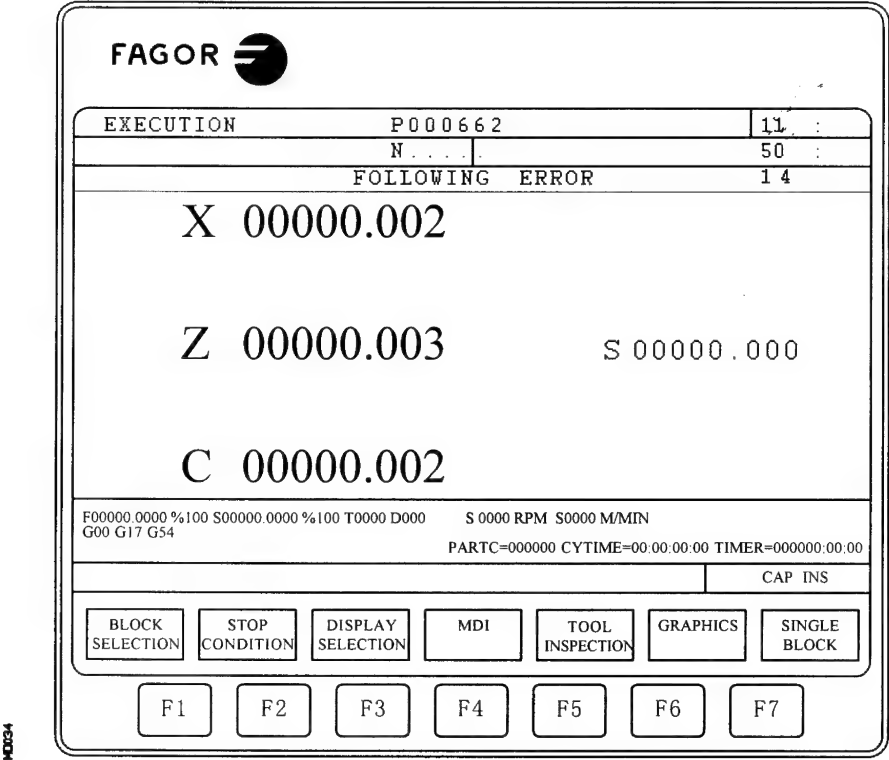 FAGOR
EXECUTION P000662 11 :
N..... 50 :
FOLLOWING ERROR 14
X 00000.002
Z 00000.003 S 00000.000
C 00000.002
F00000.0000 %100 S00000.0000 %100 T0000 D000 S 0000 RPM S0000 M/MIN
G00 G17 G54
PARTC=000000 CYTIME=00:00:00:00 TIMER=000000:00:00
CAP INS
BLOCK SELECTION
STOP CONDITION
DISPLAY SELECTION
MDI
TOOL INSPECTION
GRAPHICS
SINGLE BLOCK
F1 F2 F3 F4 F5 F6 F7
MD034